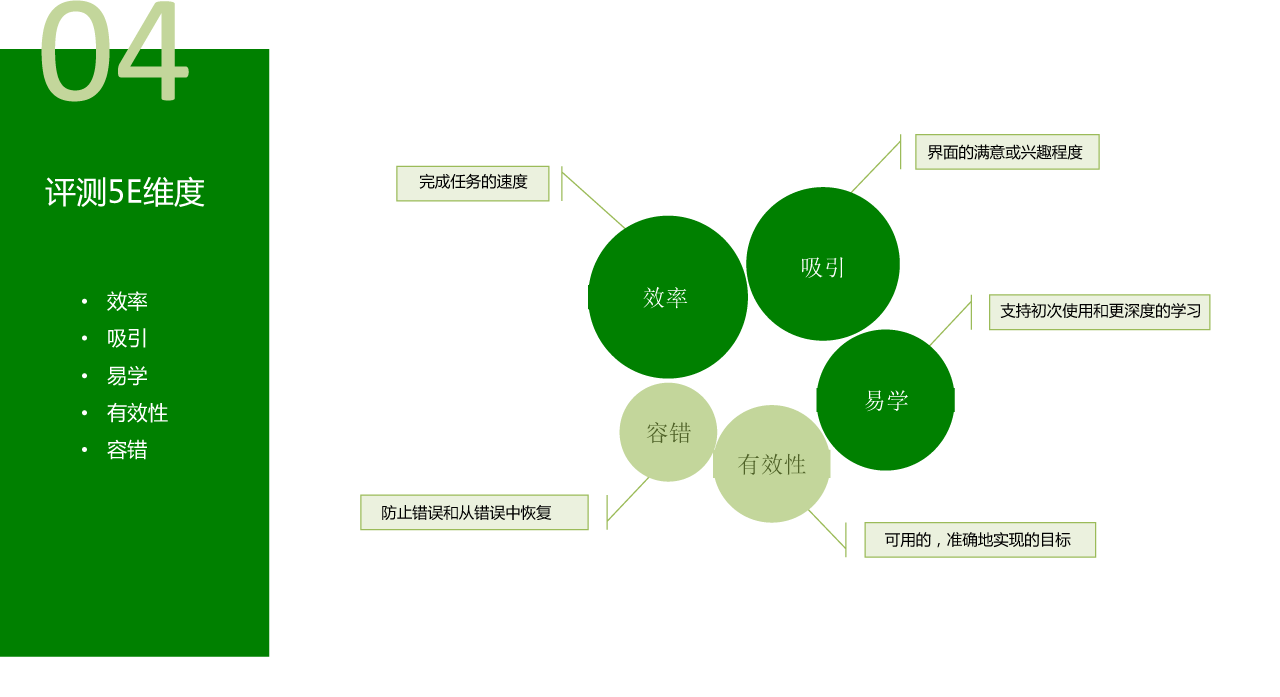 04
评测5E维度
• 效率
• 吸引
• 易学
• 有效性
• 容错
界面的满意或兴趣程度
完成任务的速度
吸引
效率
支持初次使用和更深度的学习
易学
容错
有效性
防止错误和从错误中恢复
可用的，准确地实现的目标